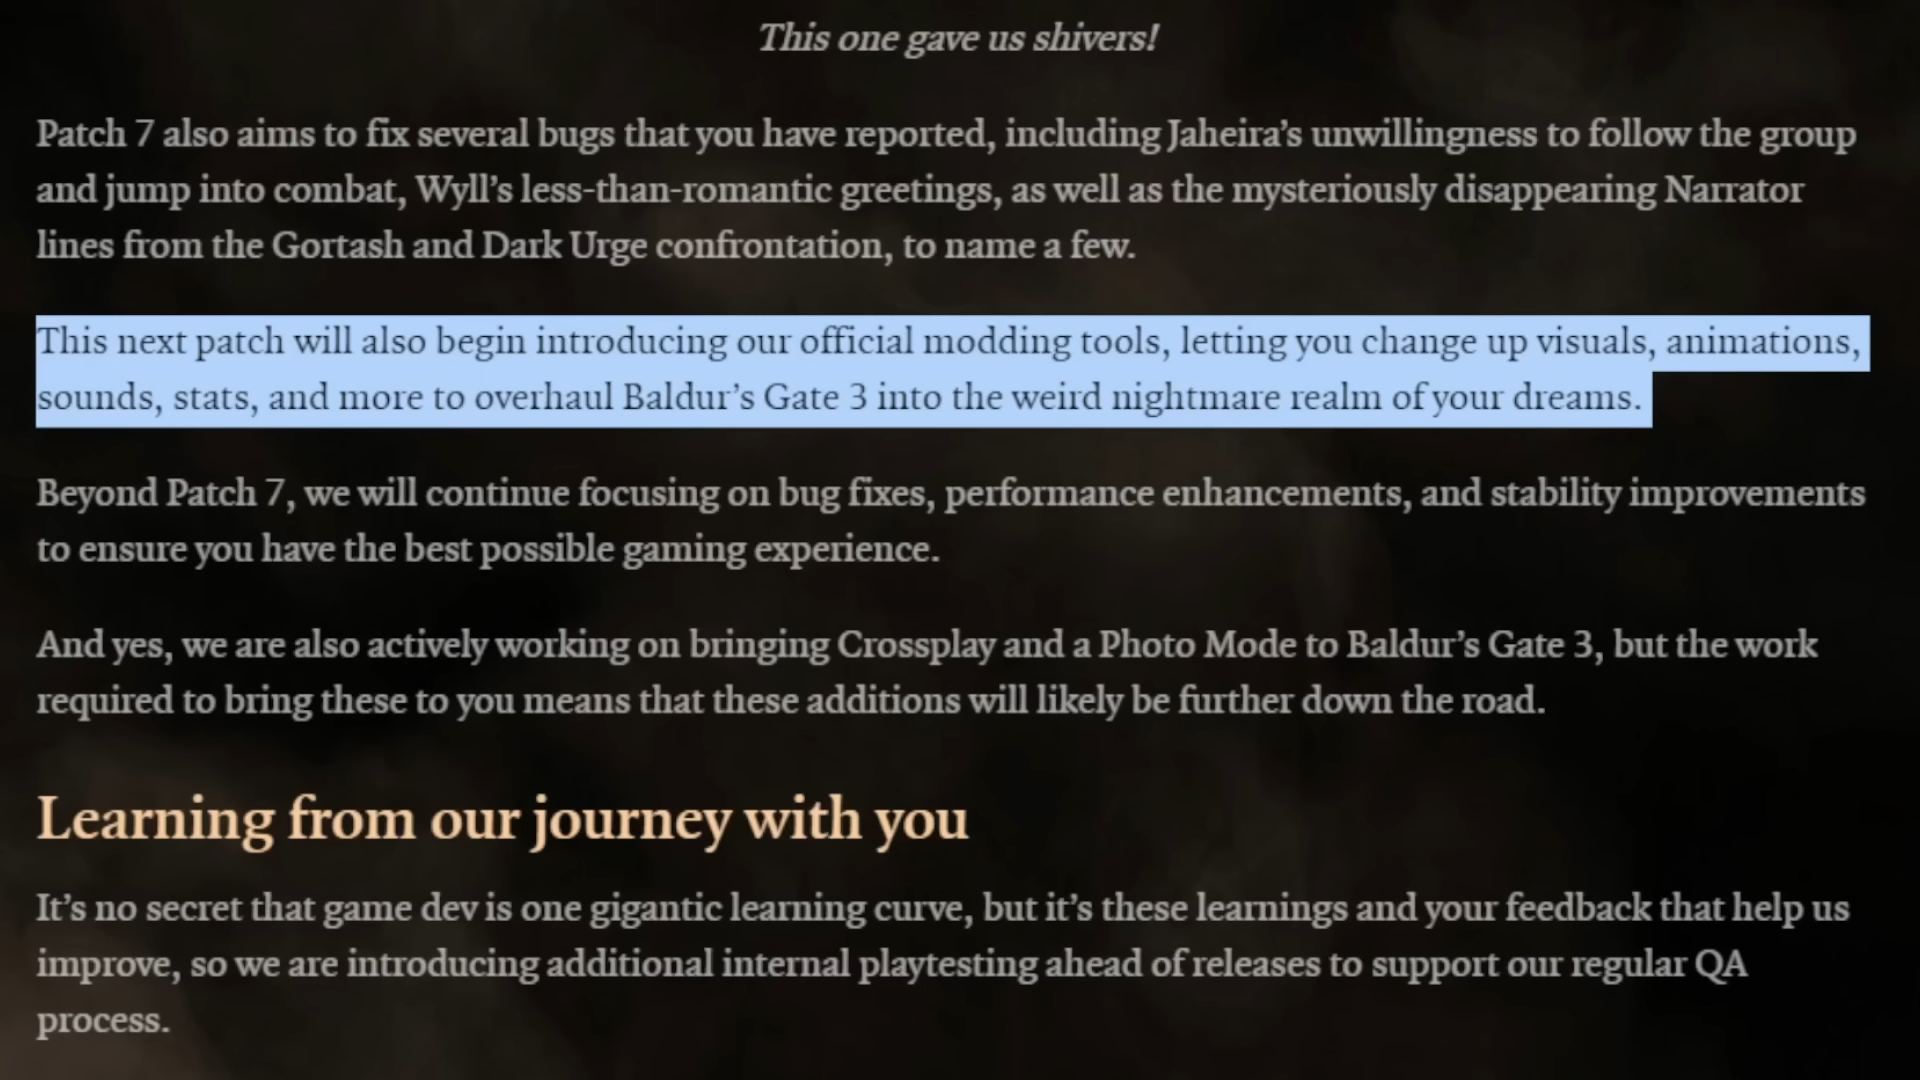 This one gave us shivers!
Patch 7 also aims to fix several bugs that you have reported, including Jaheira’s unwillingness to follow the group
and jump into combat, Wyll’s less-than-romantic greetings, as well as the mysteriously disappearing Narrator
lines from the Gortash and Dark Urge confrontation, to name a few.
This next patch will also begin introducing our official modding tools, letting you change up visuals, animations,
sounds, stats, and more to overhaul Baldur’s Gate 3 into the weird nightmare realm of your dreams.
Beyond Patch 7, we will continue focusing on bug fixes, performance enhancements, and stability improvements
to ensure you have the best possible gaming experience.
And yes, we are also actively working on bringing Crossplay and a Photo Mode to Baldur’s Gate 3, but the work
required to bring these to you means that these additions will likely be further down the road.
Learning from our journey with you
It’s no secret that game dev is one gigantic learning curve, but it’s these learnings and your feedback that help us
improve, so we are introducing additional internal playtesting ahead of releases to support our regular QA
process.